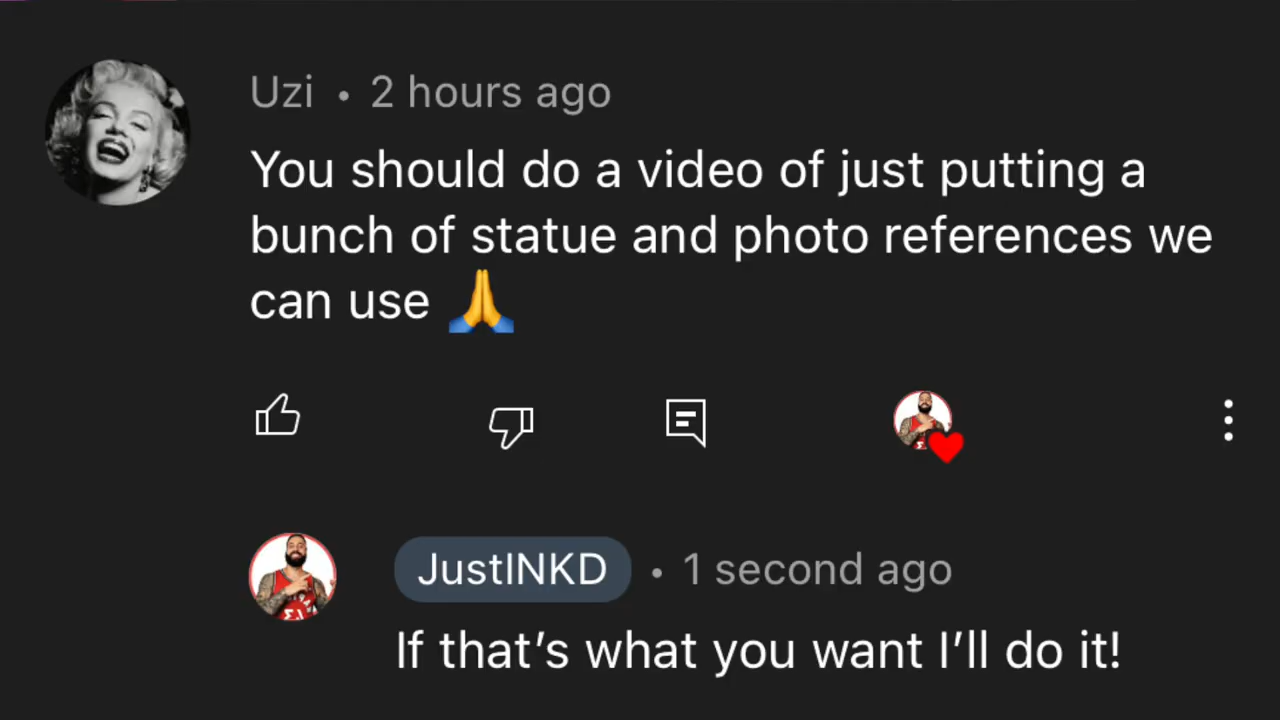 Uzi • 2 hours ago
You should do a video of just putting a
bunch of statue and photo references we
can use 🙏
JustINKD • 1 second ago
If that’s what you want I’ll do it!